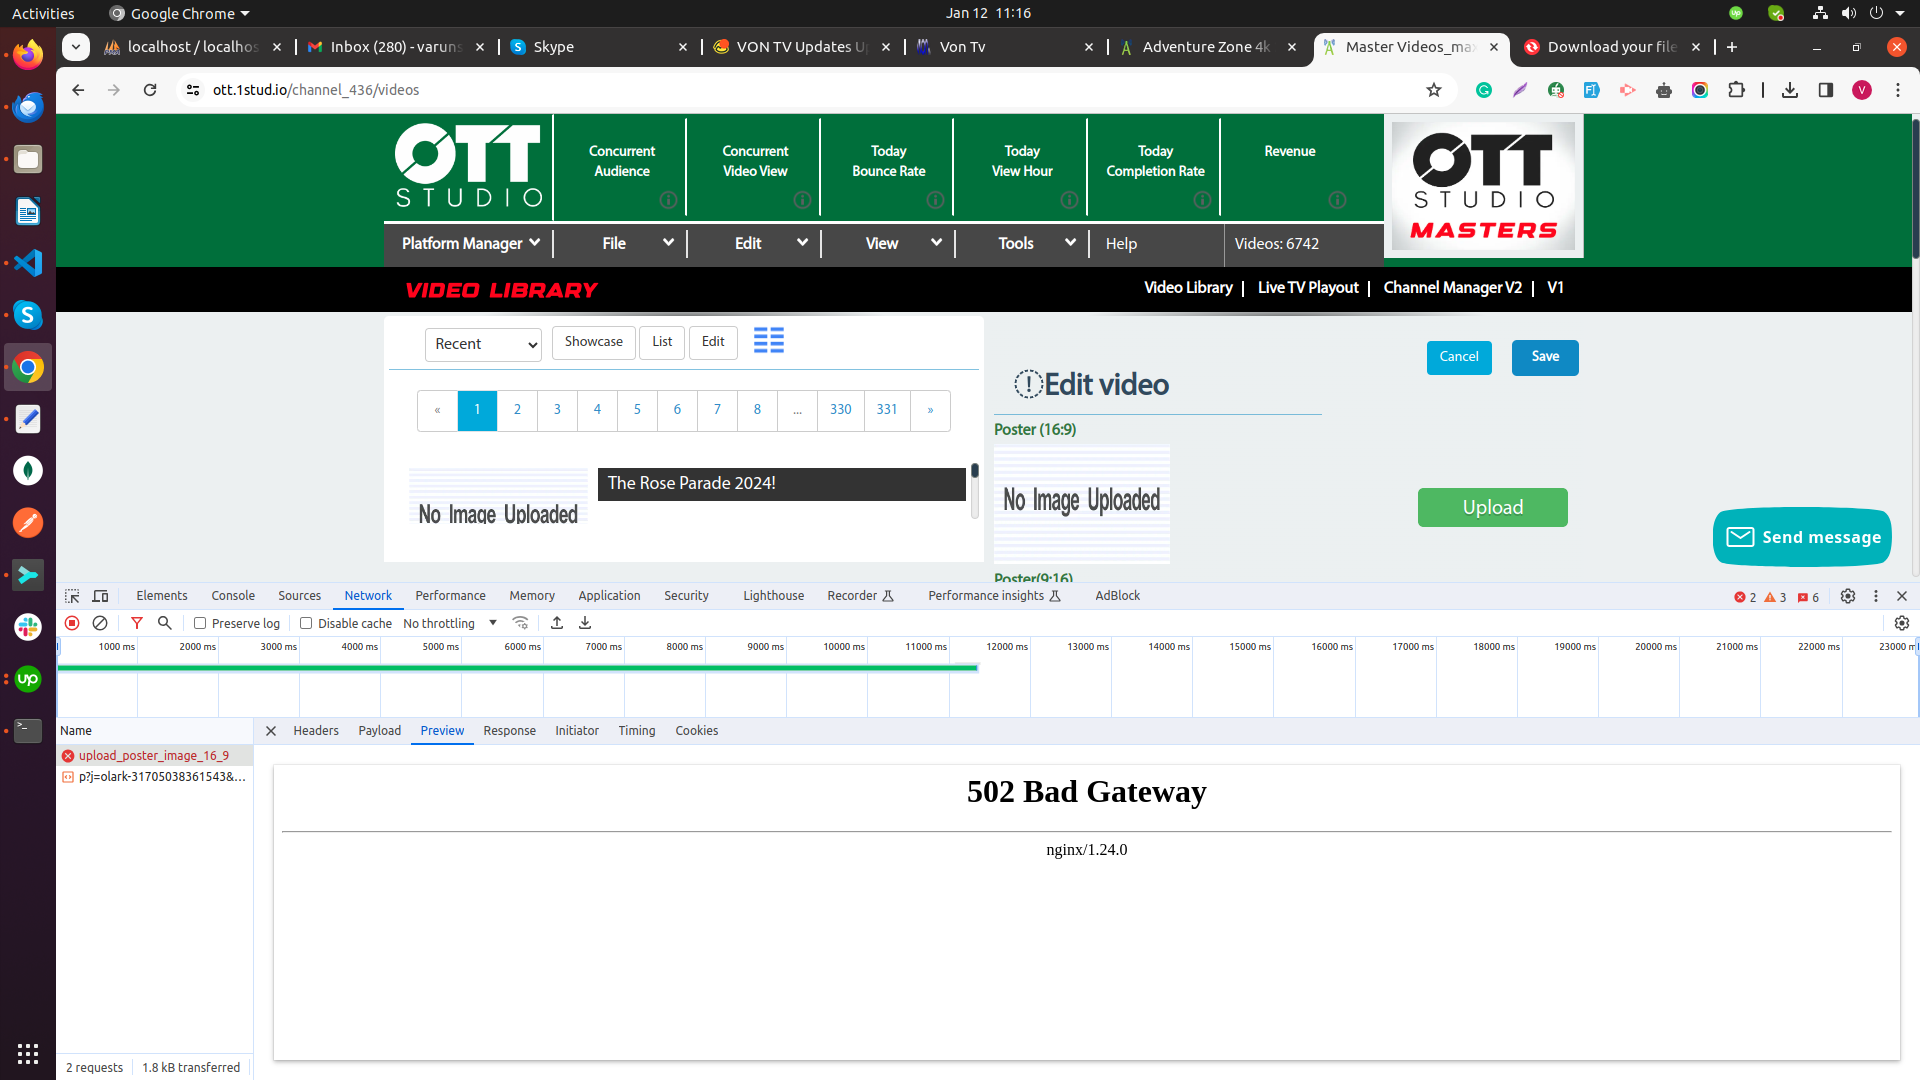 Activities
Google Chrome
Jan 12 11:16
localhost / localhos
Inbox (280) - varuns
Skype
VON TV Updates Up
Von Tv
Adventure Zone 4k
Master Videos_max
Download your file
ott.1stud.io/channel_436/videos
V
OTT
STUDIO
Concurrent
Audience
Concurrent
Video View
Today
Bounce Rate
Today
View Hour
Today
Completion Rate
Revenue
OTT
STUDIO
MASTERS
Platform Manager
File
Edit
View
Tools
Help
Videos: 6742
VIDEO LIBRARY
Video Library | Live TV Playout | Channel Manager V2 | V1
Recent
Showcase
List
Edit
« 1 2 3 4 5 6 7 8 ... 330 331 »
No Image Uploaded
The Rose Parade 2024!
Cancel
Save
Edit video
Poster (16:9)
No Image Uploaded
Upload
Poster(9:16)
Send message
Elements Console Sources Network Performance Memory Application Security Lighthouse Recorder Performance insights AdBlock
2 3 6
Preserve log
Disable cache
No throttling
1000 ms 2000 ms 3000 ms 4000 ms 5000 ms 6000 ms 7000 ms 8000 ms 9000 ms 10000 ms 11000 ms 12000 ms 13000 ms 14000 ms 15000 ms 16000 ms 17000 ms 18000 ms 19000 ms 20000 ms 21000 ms 22000 ms 23000 m
Name
Headers Payload Preview Response Initiator Timing Cookies
upload_poster_image_16_9
p?j=olark-31705038361543&...
502 Bad Gateway
nginx/1.24.0
2 requests
1.8 kB transferred